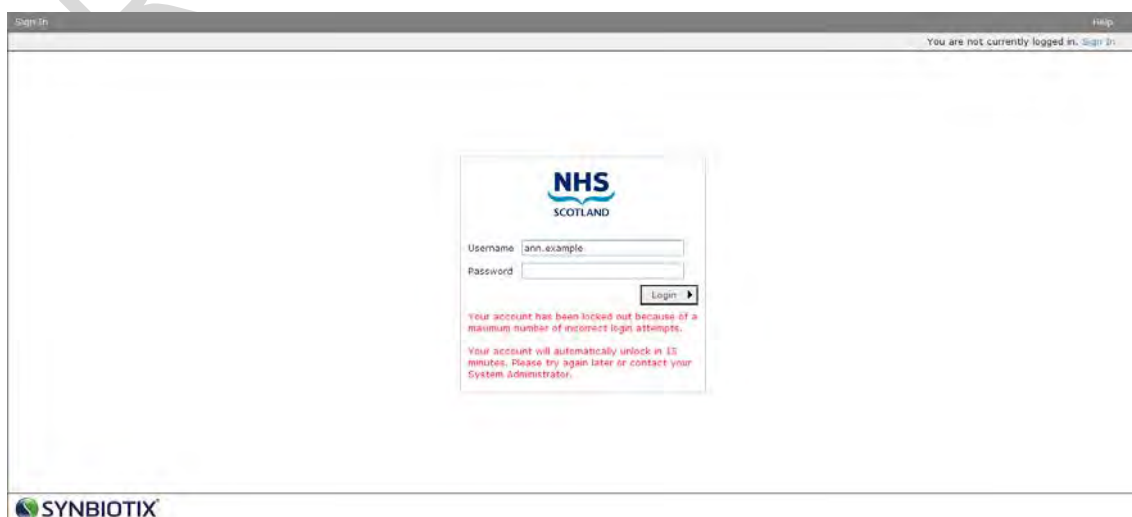 Sign In
Help
You are not currently logged in. Sign In
NHS
SCOTLAND
Username ann.example
Password
Login
Your account has been locked out because of a
maximum number of incorrect login attempts.
Your account will automatically unlock in 15
minutes. Please try again later or contact your
System Administrator.
SYNBIOTIX